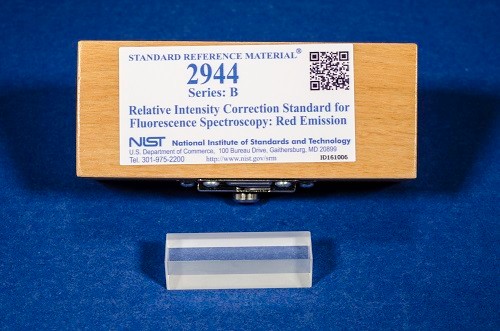 STANDARD REFERENCE MATERIAL®
2944
Series: B
Relative Intensity Correction Standard for
Fluorescence Spectroscopy: Red Emission
NIST National Institute of Standards and Technology
U.S. Department of Commerce, 100 Bureau Drive, Gaithersburg, MD 20899
Tel. 301-975-2200 http://www.nist.gov/srm ID161006